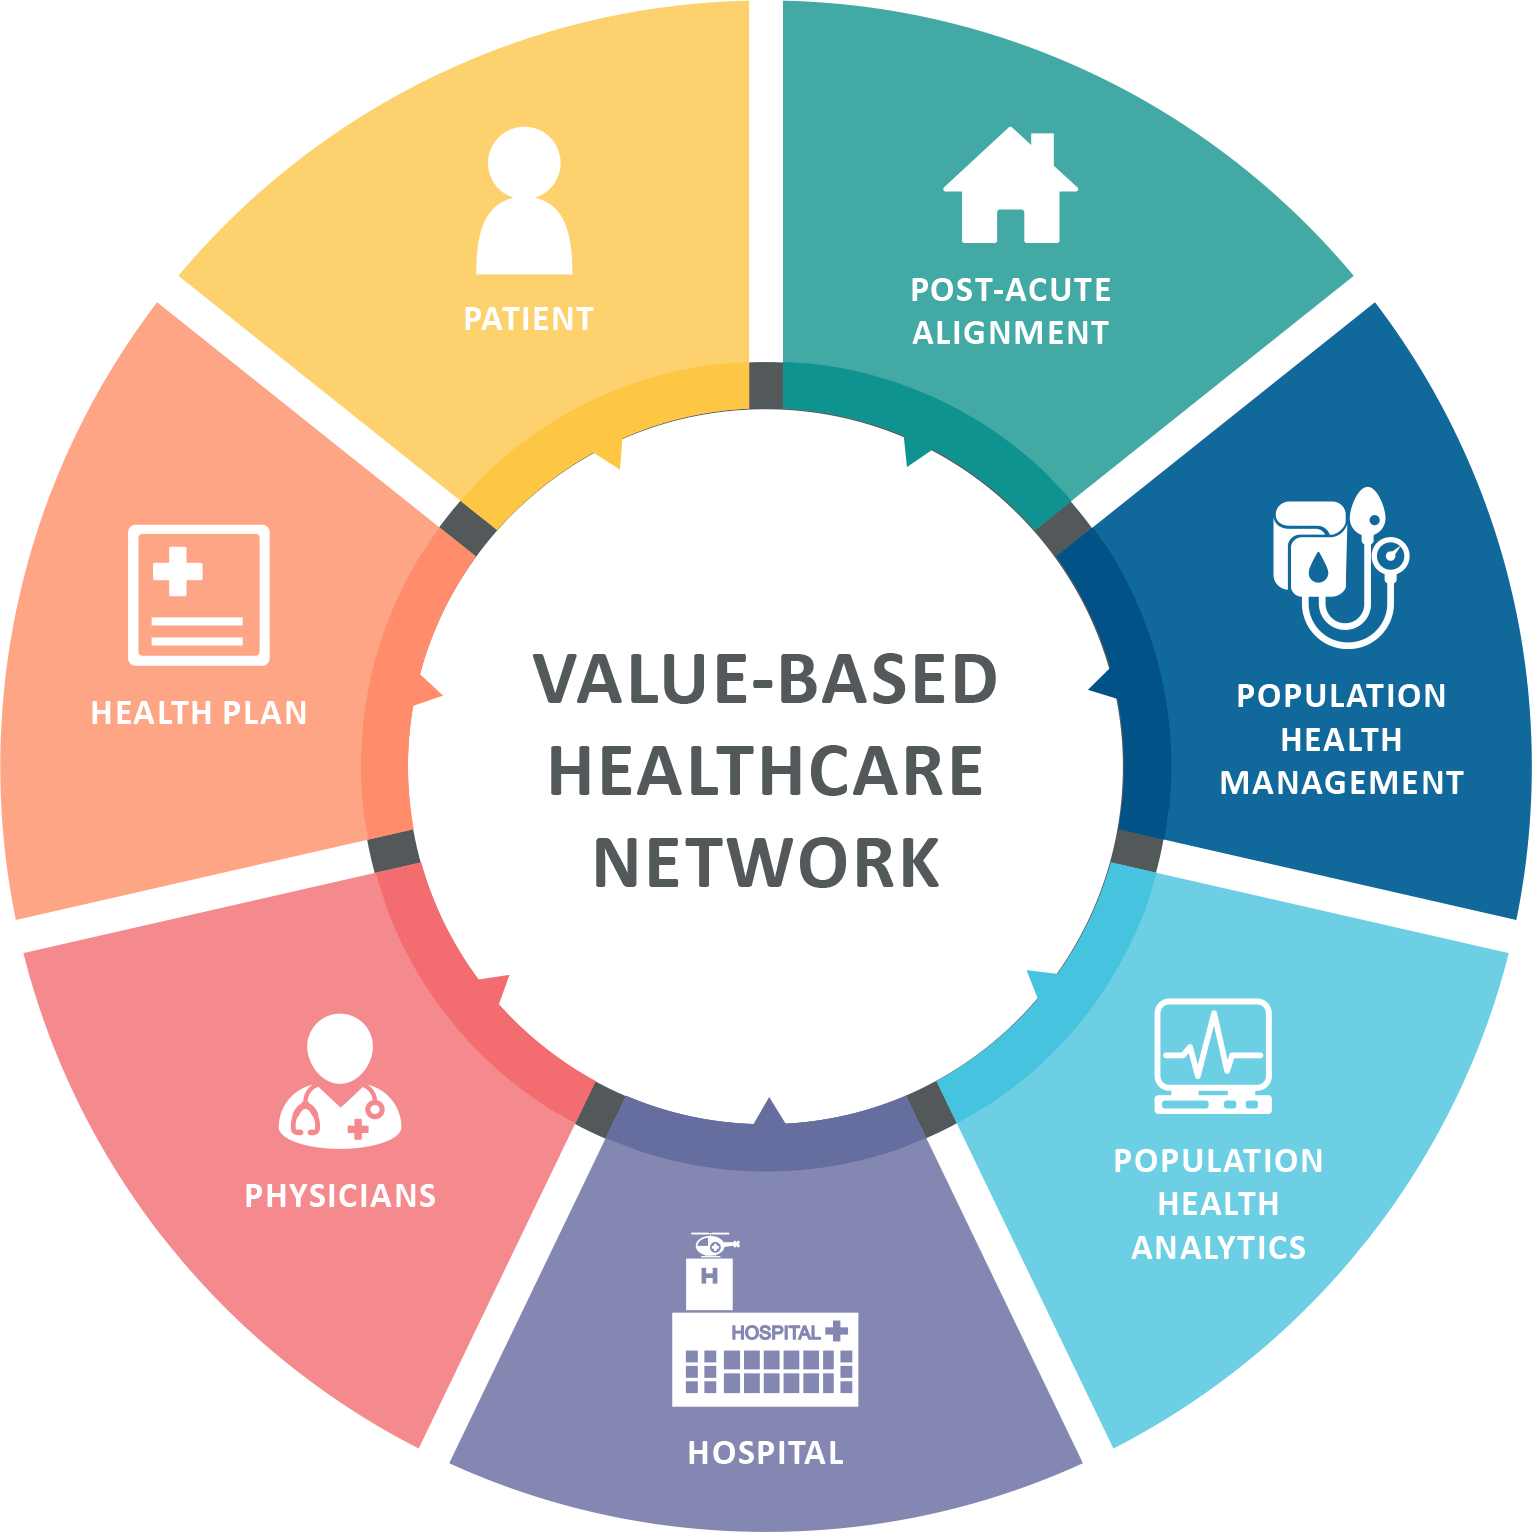 PATIENT
POST-ACUTE
ALIGNMENT
POPULATION
HEALTH
MANAGEMENT
POPULATION
HEALTH
ANALYTICS
H
HOSPITAL
HOSPITAL
PHYSICIANS
HEALTH PLAN
VALUE-BASED
HEALTHCARE
NETWORK